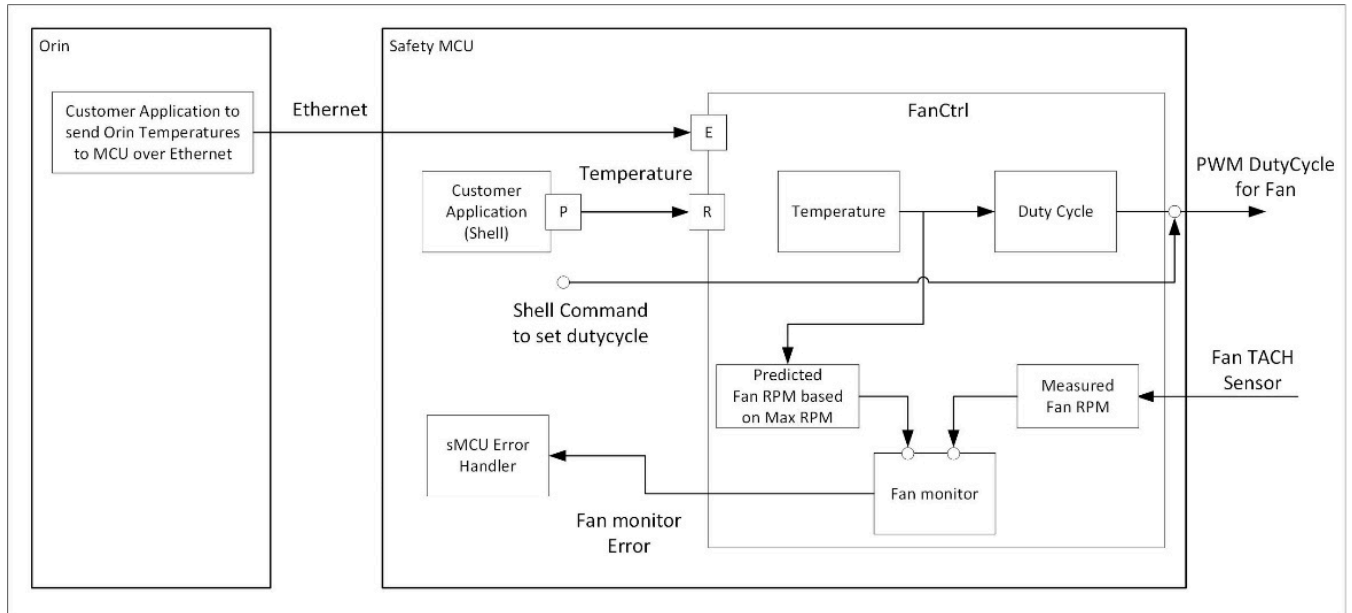 Orin
Customer Application to
send Orin Temperatures
to MCU over Ethernet
Ethernet
Safety MCU
FanCtrl
E
Temperature
Customer
Application
(Shell)
P
R
Temperature
Duty Cycle
PWM DutyCycle
for Fan
Shell Command
to set dutycycle
Predicted
Fan RPM based
on Max RPM
Measured
Fan RPM
Fan TACH
Sensor
sMCU Error
Handler
Fan monitor
Fan monitor
Error